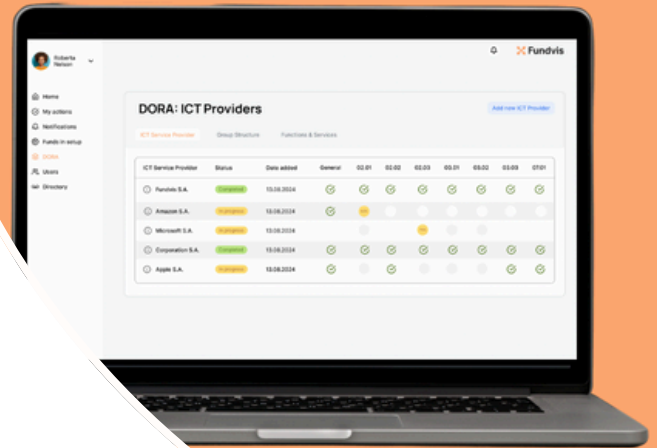 Roberta
Nelson
Fundvis
Home
My actions
Notifications
Funds in setup
DORA
Users
Directory
DORA: ICT Providers
Add new ICT Provider
ICT Service Provider
Group Structure
Functions & Services
ICT Service Provider Status Date added General 02.01 02.02 02.03 03.01 03.02 03.03 07.01
Fundvis S.A. Completed 13.08.2024
Amazon S.A. In progress 13.08.2024
Microsoft S.A. In progress 13.08.2024
Corporation S.A. Completed 13.08.2024
Apple S.A. In progress 13.08.2024